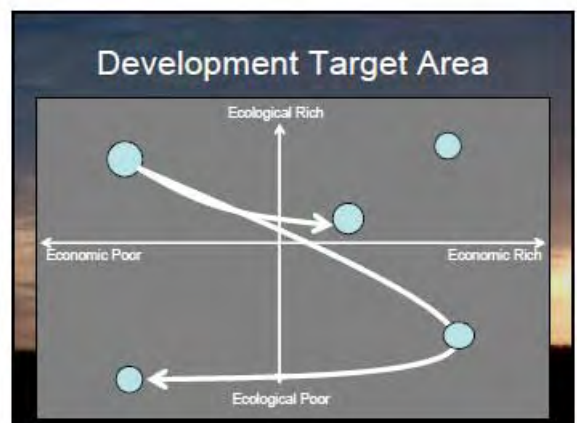 Development Target Area
Ecological Rich
Economic Poor
Economic Rich
Ecological Poor